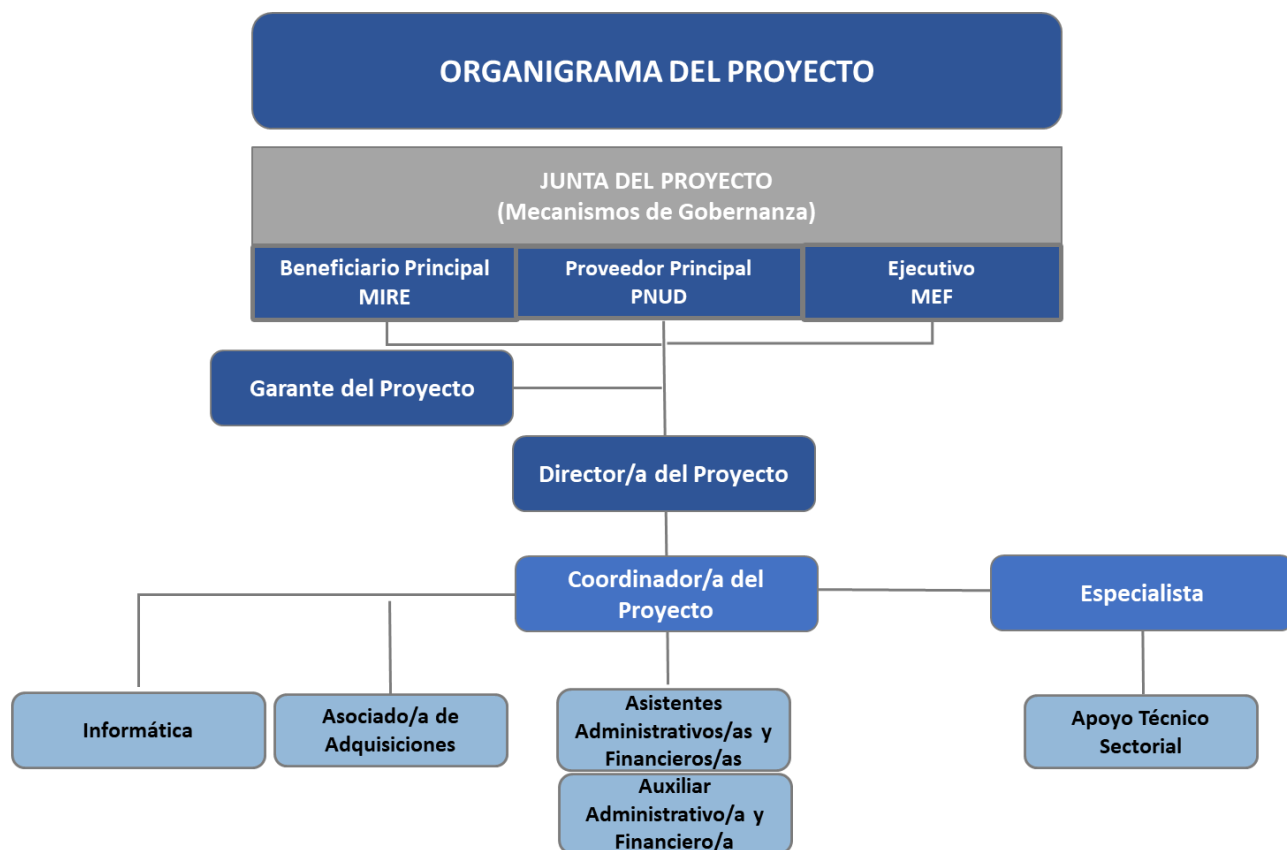 ORGANIGRAMA DEL PROYECTO
JUNTA DEL PROYECTO
(Mecanismos de Gobernanza)
Beneficiario Principal
MIRE
Proveedor Principal
PNUD
Ejecutivo
MEF
Garante del Proyecto
Director/a del Proyecto
Coordinador/a del
Proyecto
Especialista
Informática
Asociado/a de
Adquisiciones
Asistentes
Administrativos/as y
Financieros/as
Auxiliar
Administrativo/a y
Financiero/a
Apoyo Técnico
Sectorial